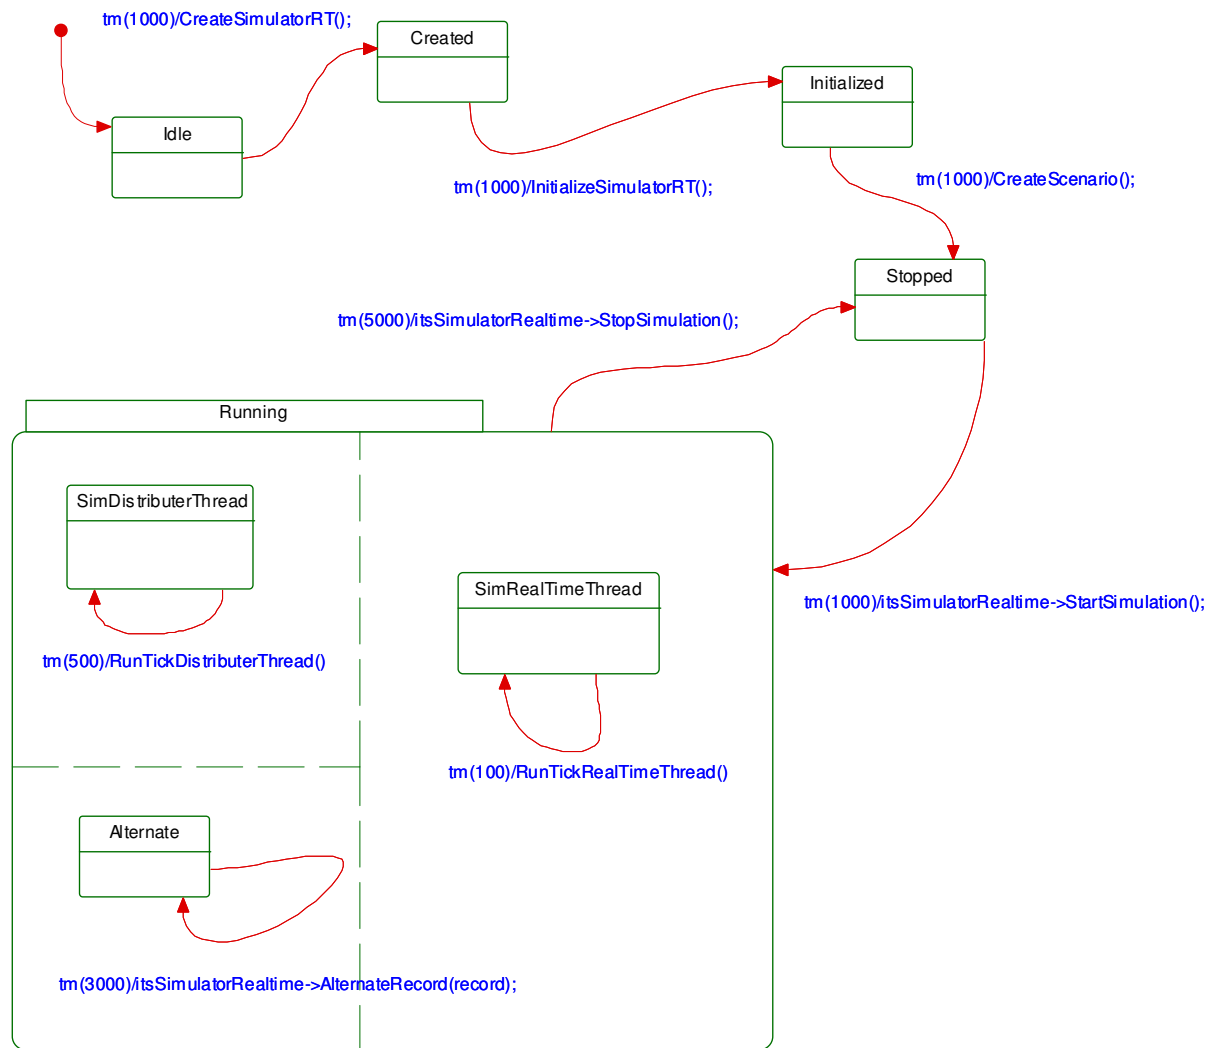 tm(1000)/CreateSimulatorRT();
Created
Initialized
Idle
tm(1000)/InitializeSimulatorRT();
tm(1000)/CreateScenario();
Stopped
tm(5000)/itsSimulatorRealtime->StopSimulation();
Running
SimDistributerThread
SimRealTimeThread
tm(1000)/itsSimulatorRealtime->StartSimulation();
tm(500)/RunTickDistributerThread()
tm(100)/RunTickRealTimeThread()
Alternate
tm(3000)/itsSimulatorRealtime->AlternateRecord(record);